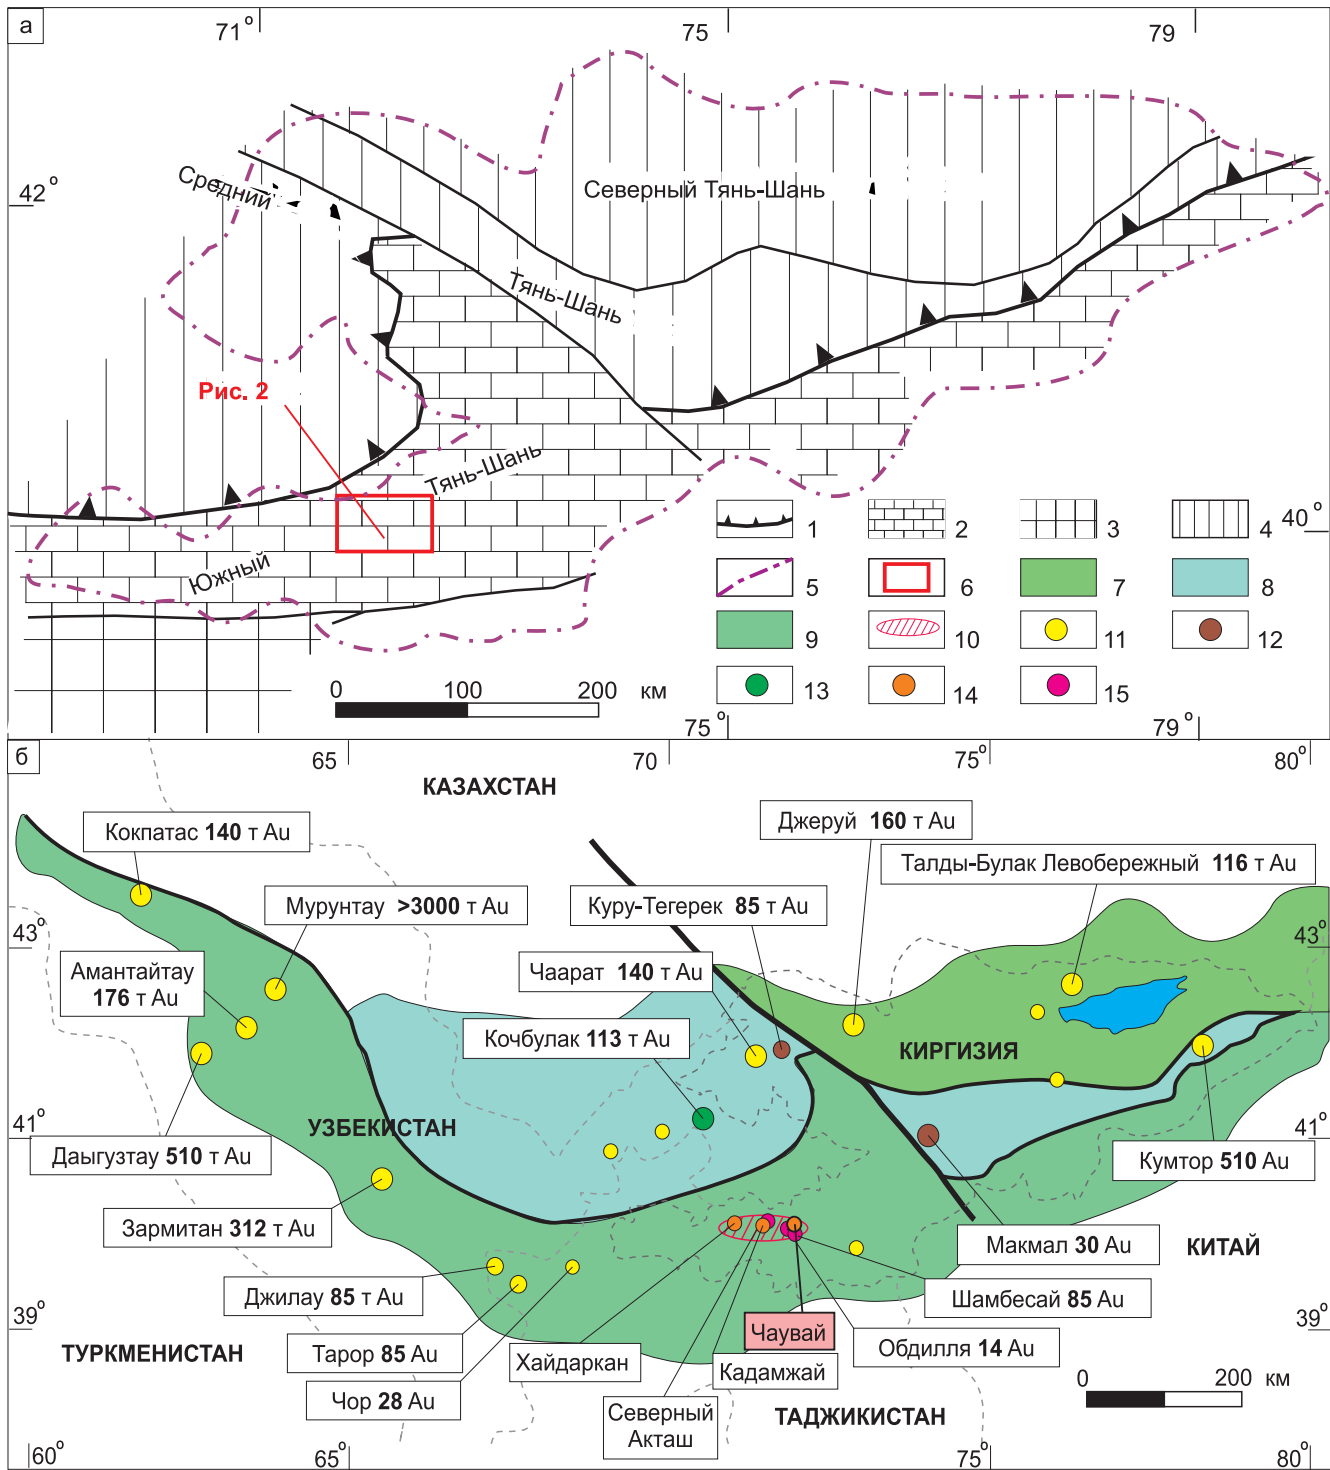 а
71°
75
79
42°
Средний
Северный Тянь-Шань
Тянь-Шань
Рис. 2
Тянь-Шань
Южный
1
2
3
4
40°
5
6
7
8
9
10
11
12
13
14
15
0
100
200
км
75°
79°
б
65
70
75°
80°
КАЗАХСТАН
Кокпатас 140 т Au
Джеруй 160 т Au
Талды-Булак Левобережный 116 т Au
Мурунтау >3000 т Au
Куру-Тегерек 85 т Au
43°
43°
Амантайтау
176 т Au
Чаарат 140 т Au
Кочбулак 113 т Au
КИРГИЗИЯ
41°
УЗБЕКИСТАН
41°
Даыгузтау 510 т Au
Кумтор 510 Au
Зармитан 312 т Au
Макмал 30 Au
КИТАЙ
Джилау 85 т Au
Шамбесай 85 Au
39°
39°
ТУРКМЕНИСТАН
Тарор 85 Au
Хайдаркан
Чаувай
Обдилля 14 Au
Кадамжай
Чор 28 Au
Северный
Акташ
ТАДЖИКИСТАН
0
200
км
60°
65°
75°
80°